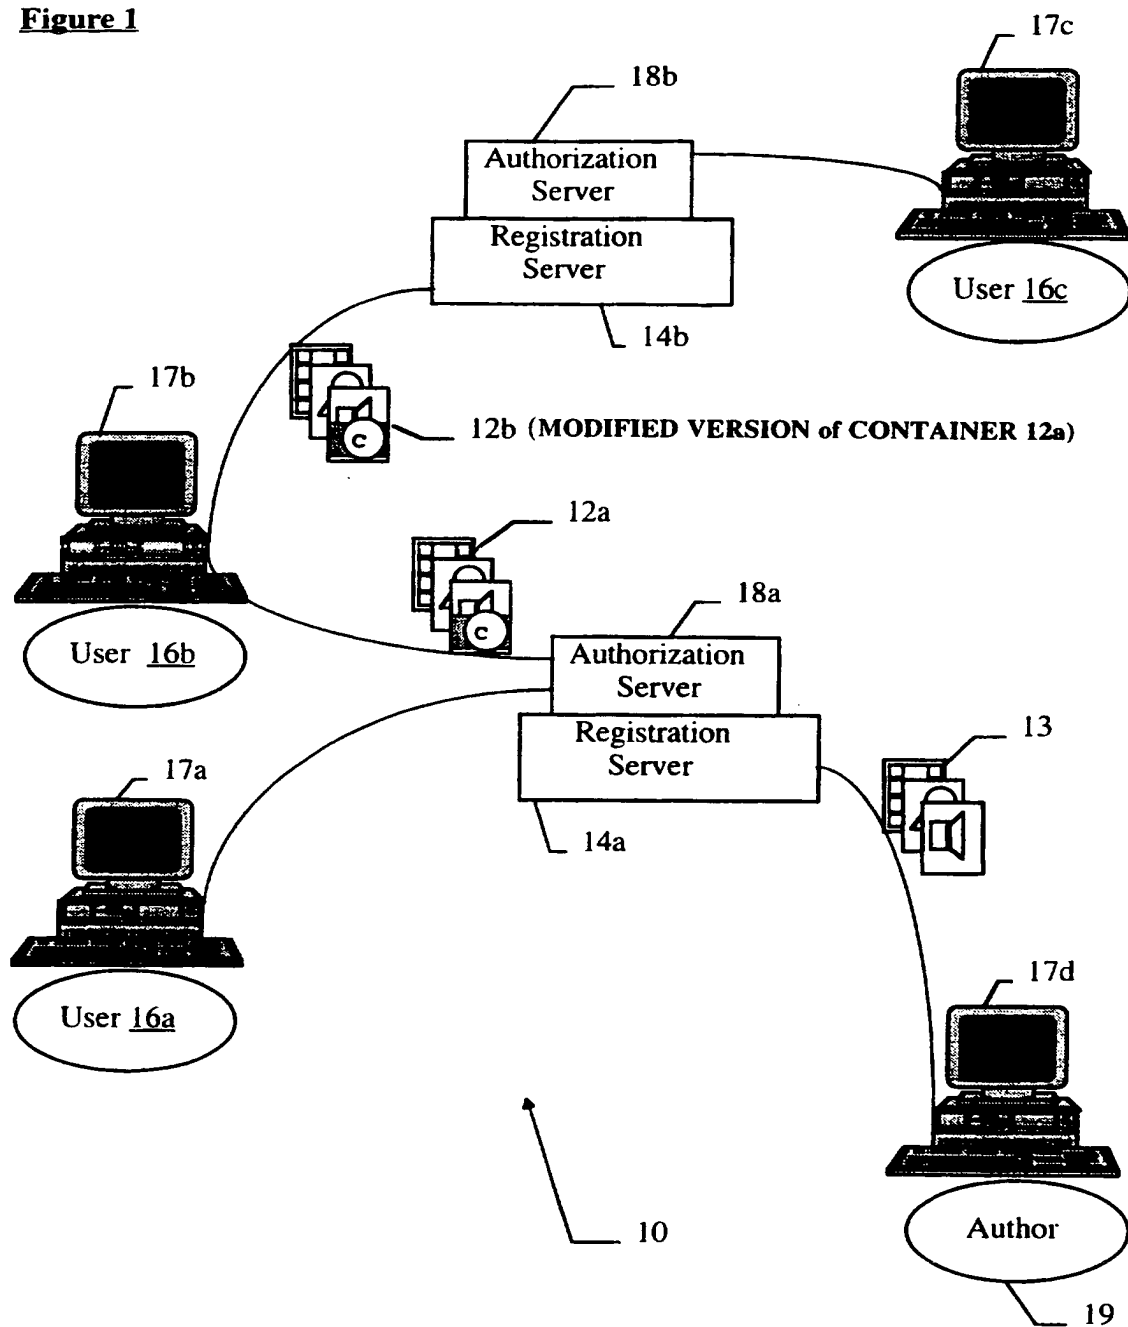 Figure 1
17c
18b
Authorization
Server
Registration
Server
User 16c
14b
17b
12b (MODIFIED VERSION of CONTAINER 12a)
C
12a
C
18a
User 16b
Authorization
Server
Registration
Server
13
17a
14a
17d
User 16a
10
Author
19